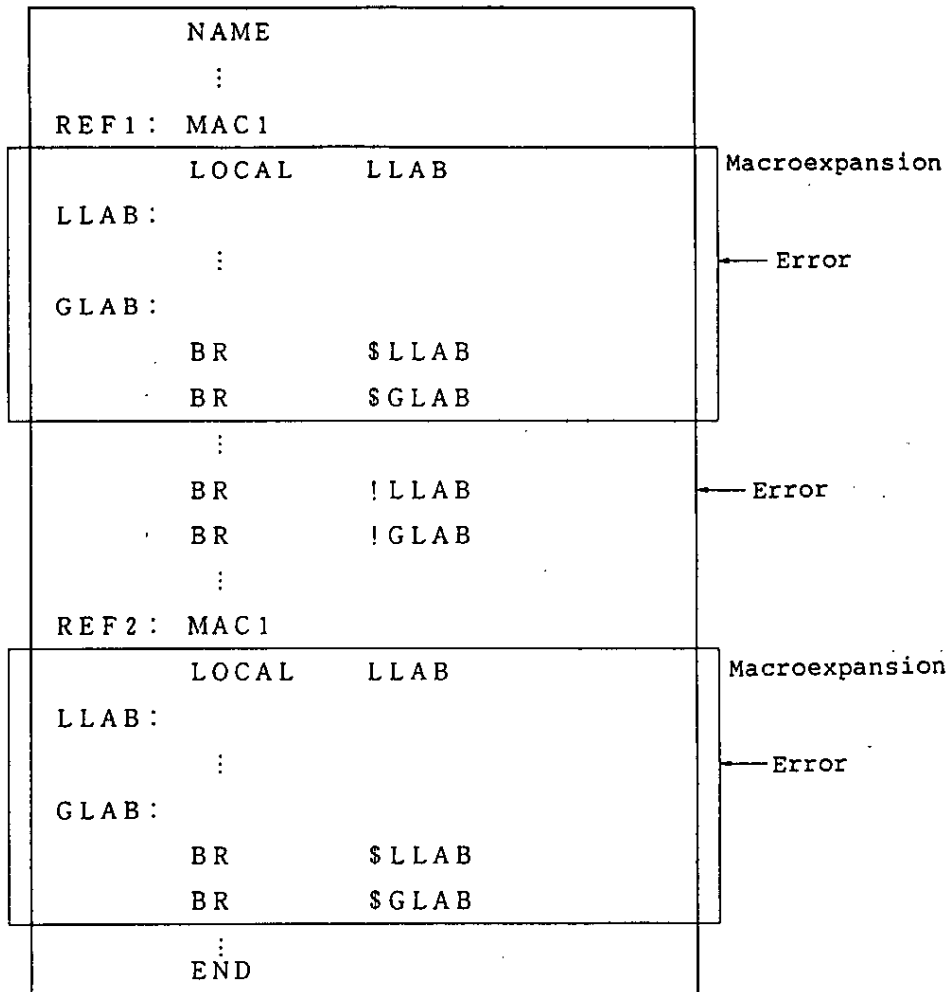 NAME
⋮
REF1: MAC1
LOCAL LLAB Macroexpansion
LLAB:
⋮ Error
GLAB:
BR $LLAB
BR $GLAB
⋮
BR !LLAB Error
BR !GLAB
⋮
REF2: MAC1
LOCAL LLAB Macroexpansion
LLAB:
⋮ Error
GLAB:
BR $LLAB
BR $GLAB
⋮
END